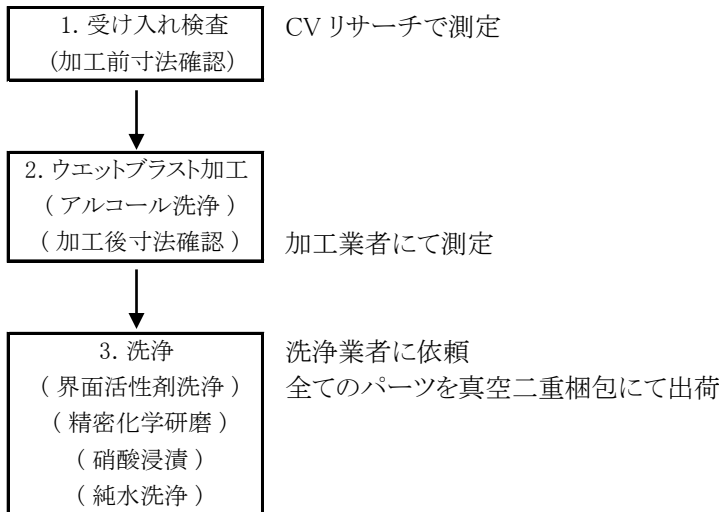 1. 受け入れ検査
(加工前寸法確認)
CV リサーチで測定
2. ウエットブラスト加工
( アルコール洗浄 )
( 加工後寸法確認 )
加工業者にて測定
3. 洗浄
( 界面活性剤洗浄 )
( 精密化学研磨 )
( 硝酸浸漬 )
( 純水洗浄 )
洗浄業者に依頼
全てのパーツを真空二重梱包にて出荷